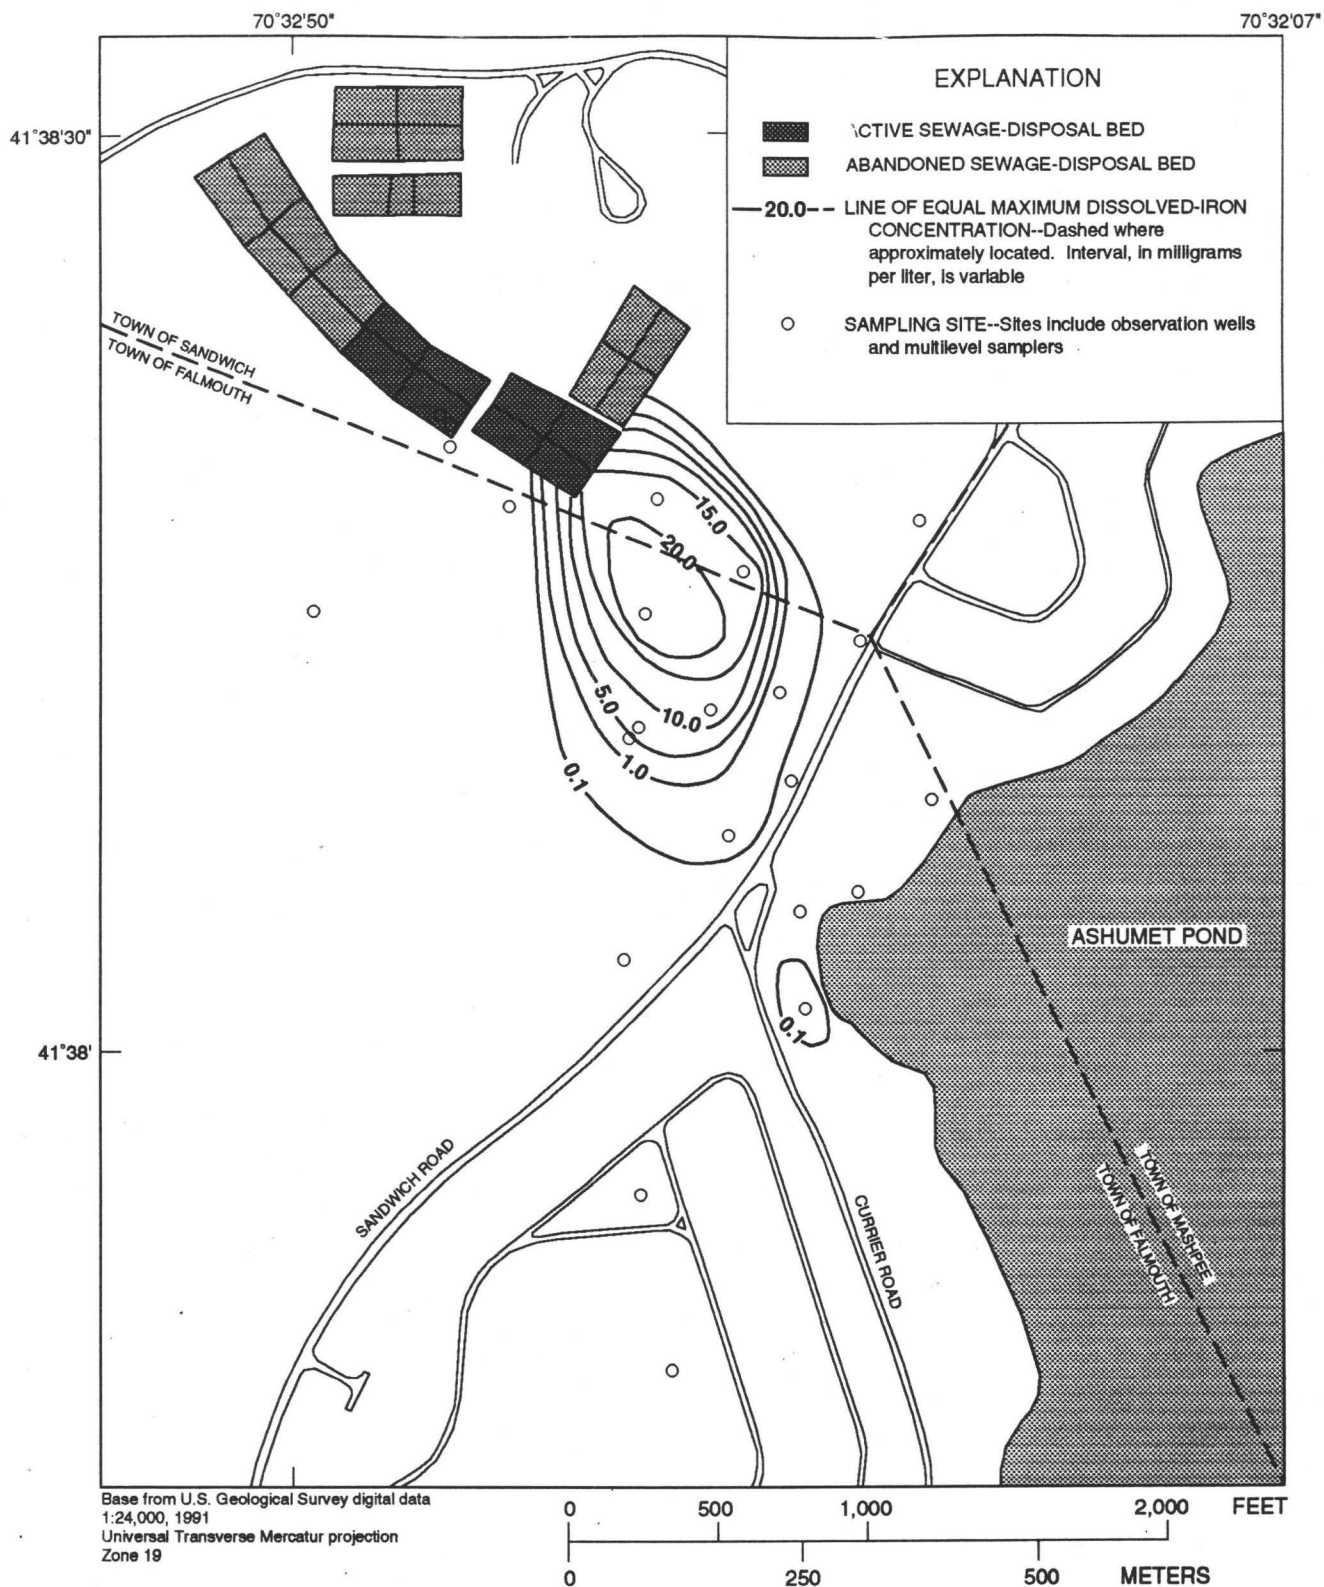 70°32'50"
70°32'07"
41°38'30"
EXPLANATION
CTIVE SEWAGE-DISPOSAL BED
ABANDONED SEWAGE-DISPOSAL BED
20.0
LINE OF EQUAL MAXIMUM DISSOLVED-IRON
CONCENTRATION--Dashed where
approximately located. Interval, in milligrams
per liter, is variable
SAMPLING SITE--Sites include observation wells
and multilevel samplers
TOWN OF SANDWICH
TOWN OF FALMOUTH
15.0
20.0
5.0
10.0
1.0
0.1
ASHUMET POND
0.1
41°38'
SANDWICH ROAD
CURRIER ROAD
TOWN OF MASHPEE
TOWN OF FALMOUTH
Base from U.S. Geological Survey digital data
1:24,000, 1991
Universal Transverse Mercatur projection
Zone 19
0 500 1,000 2,000 FEET
0 250 500 METERS